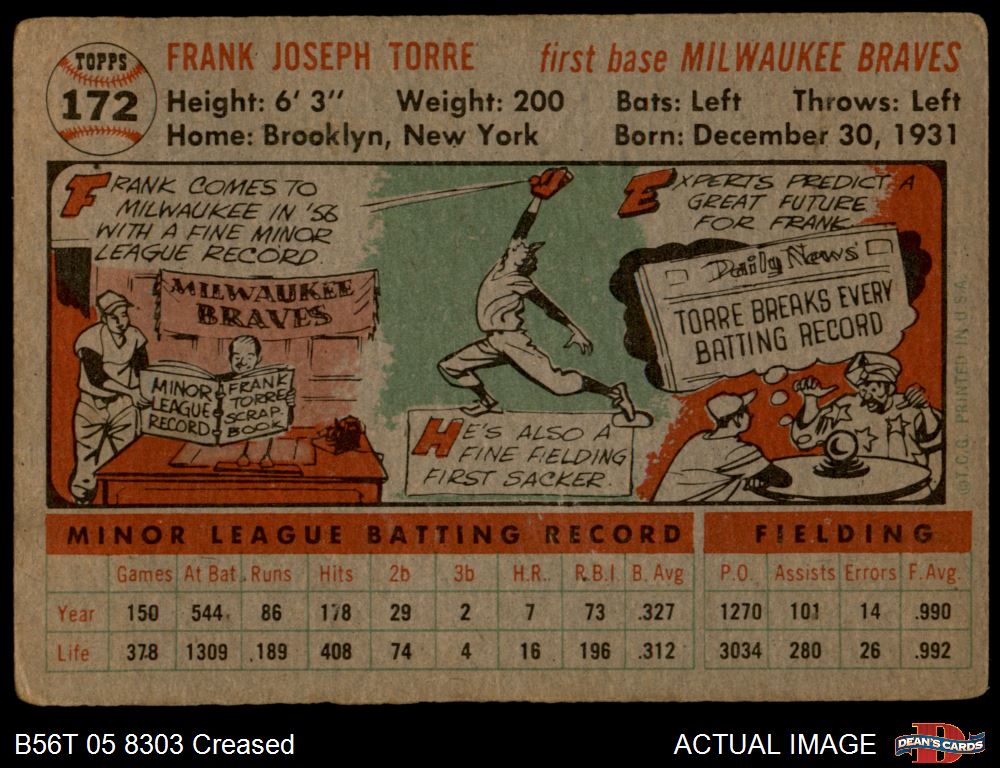 TOPPS
172
FRANK JOSEPH TORRE first base MILWAUKEE BRAVES
Height: 6' 3" Weight: 200 Bats: Left Throws: Left
Home: Brooklyn, New York Born: December 30, 1931
FRANK COMES TO
MILWAUKEE IN '56
WITH A FINE MINOR
LEAGUE RECORD.
MILWAUKEE
BRAVES
MINOR
LEAGUE
RECORD
FRANK
TORRE
SCRAP
BOOK
HE'S ALSO A
FINE FIELDING
FIRST SACKER.
EXPERTS PREDICT A
GREAT FUTURE
FOR FRANK.
Daily News
TORRE BREAKS EVERY
BATTING RECORD
©T.C.G. PRINTED IN U.S.A.
MINOR LEAGUE BATTING RECORD FIELDING
Games At Bat Runs Hits 2b 3b H.R. R.B.I. B. Avg P.O. Assists Errors F. Avg.
Year 150 544 86 178 29 2 7 73 .327 1270 101 14 .990
Life 378 1309 189 408 74 4 16 196 .312 3034 280 26 .992
B56T 05 8303 Creased ACTUAL IMAGE
D
DEAN'S CARDS